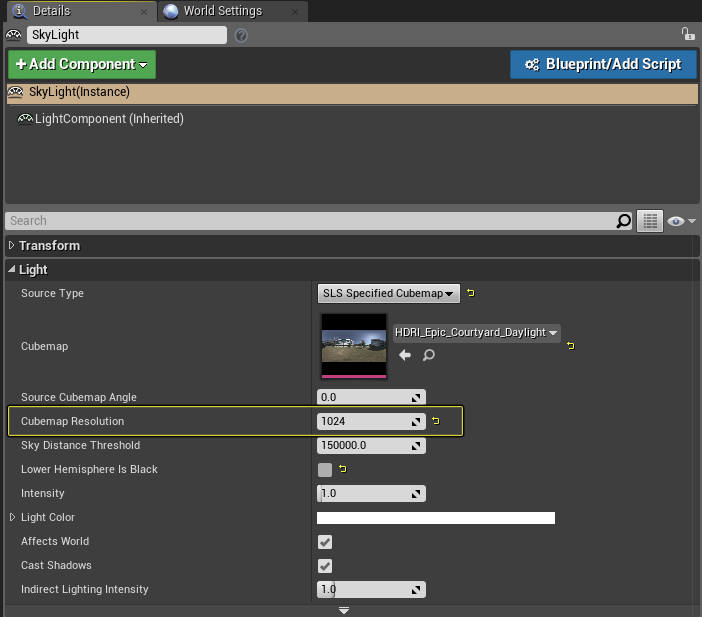 Details
World Settings
SkyLight
Add Component
Blueprint/Add Script
SkyLight(Instance)
LightComponent (Inherited)
Search
Transform
Light
Source Type SLS Specified Cubemap
Cubemap HDRI_Epic_Courtyard_Daylight
Source Cubemap Angle 0.0
Cubemap Resolution 1024
Sky Distance Threshold 150000.0
Lower Hemisphere Is Black
Intensity 1.0
Light Color
Affects World
Cast Shadows
Indirect Lighting Intensity 1.0